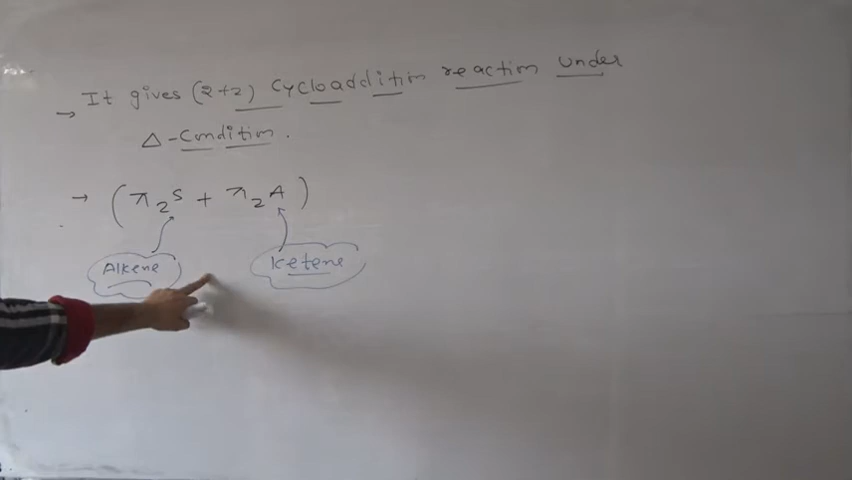 → It gives (2+2) Cycloaddition reaction under
Δ-Condition.
→ (π2S + π2A)
Alkene Ketene